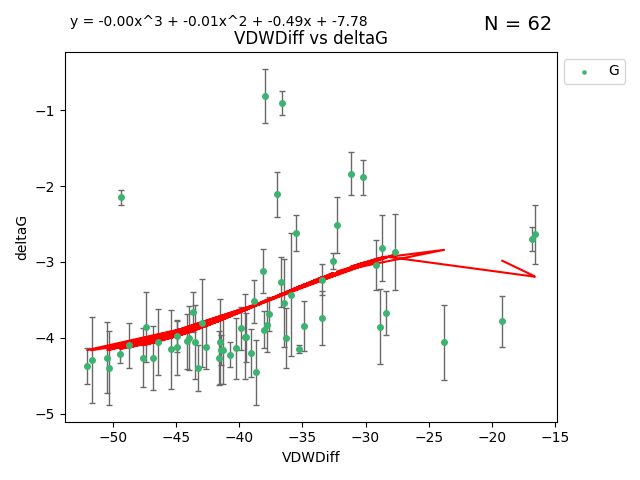 y = -0.00x^3 + -0.01x^2 + -0.49x + -7.78
N = 62
VDWDiff vs deltaG
G
deltaG
−1
−2
−3
−4
−5
−50 −45 −40 −35 −30 −25 −20 −15
VDWDiff